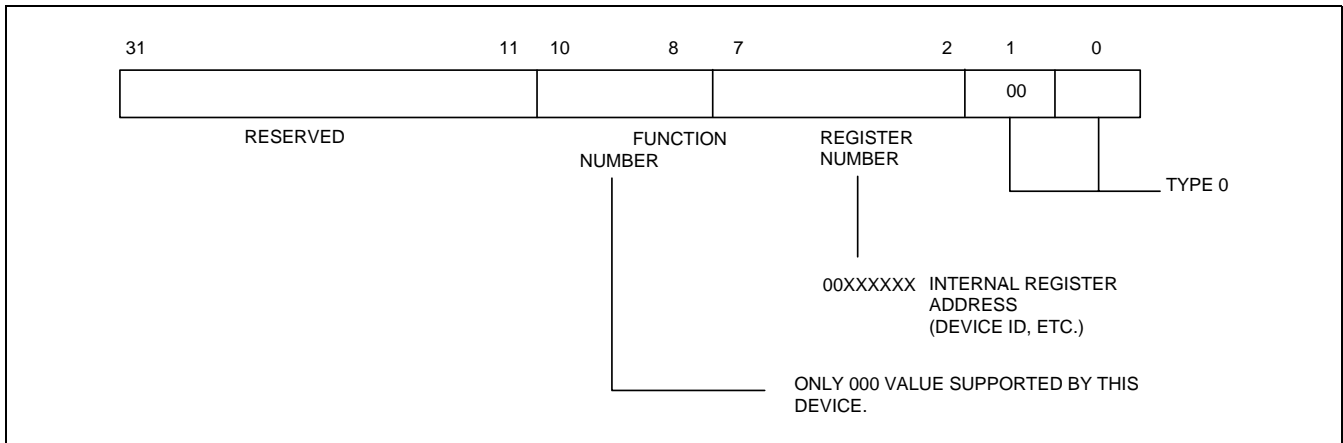 31 11 10 8 7 2 1 0
00
RESERVED
FUNCTION
NUMBER
REGISTER
NUMBER
TYPE 0
00XXXXXX INTERNAL REGISTER
ADDRESS
(DEVICE ID, ETC.)
ONLY 000 VALUE SUPPORTED BY THIS
DEVICE.